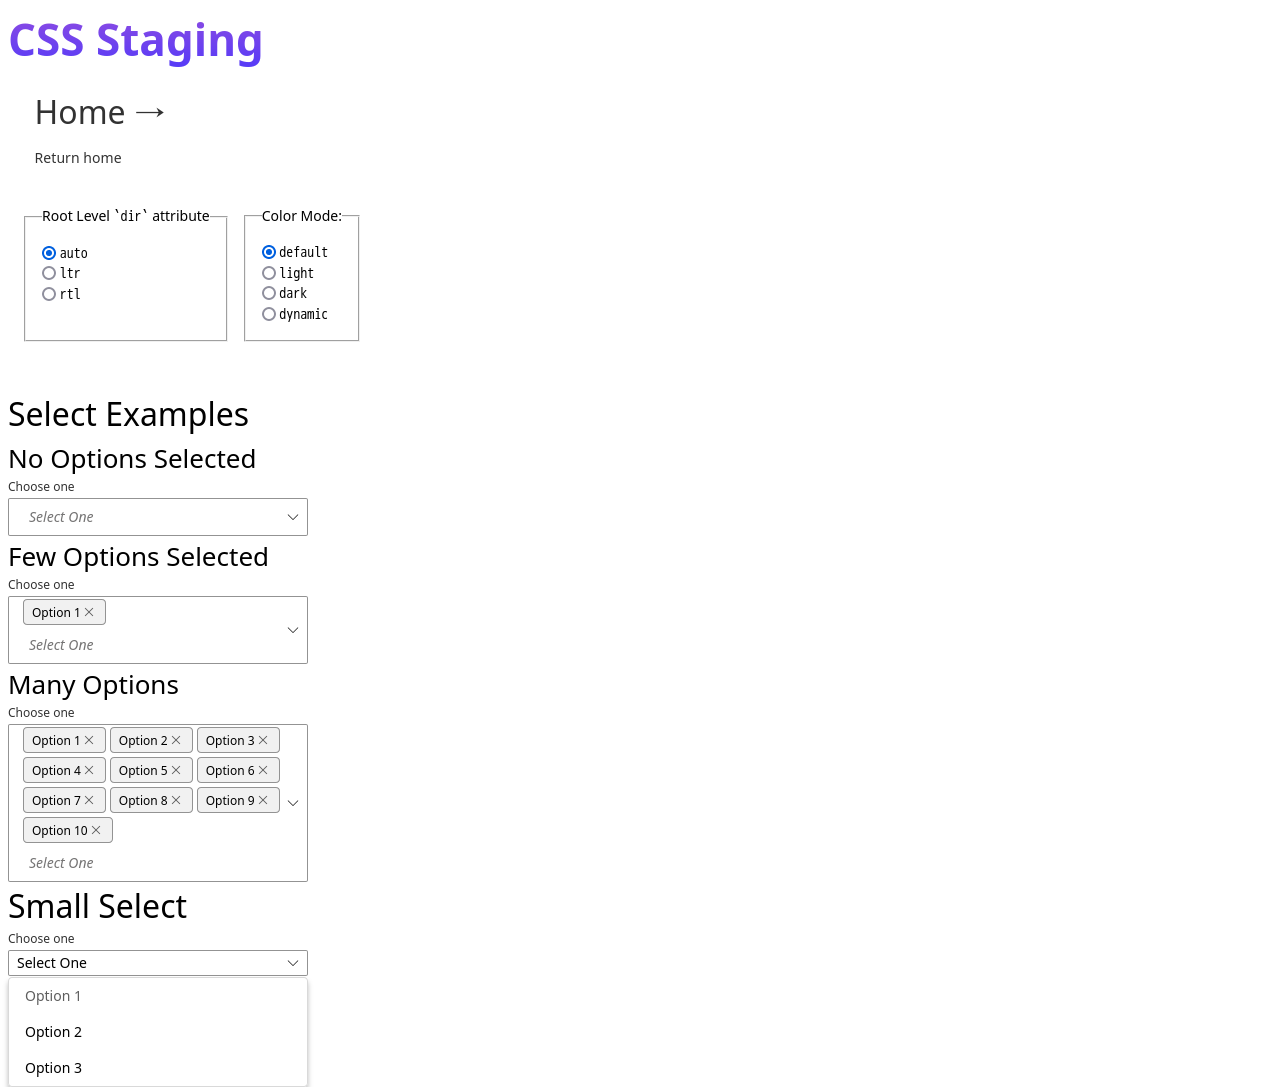 CSS Staging
Home →
Return home
Root Level `dir` attribute
auto
ltr
rtl
Color Mode:
default
light
dark
dynamic
Select Examples
No Options Selected
Choose one
Select One
Few Options Selected
Choose one
Option 1
Select One
Many Options
Choose one
Option 1 Option 2 Option 3
Option 4 Option 5 Option 6
Option 7 Option 8 Option 9
Option 10
Select One
Small Select
Choose one
Select One
Option 1
Option 2
Option 3